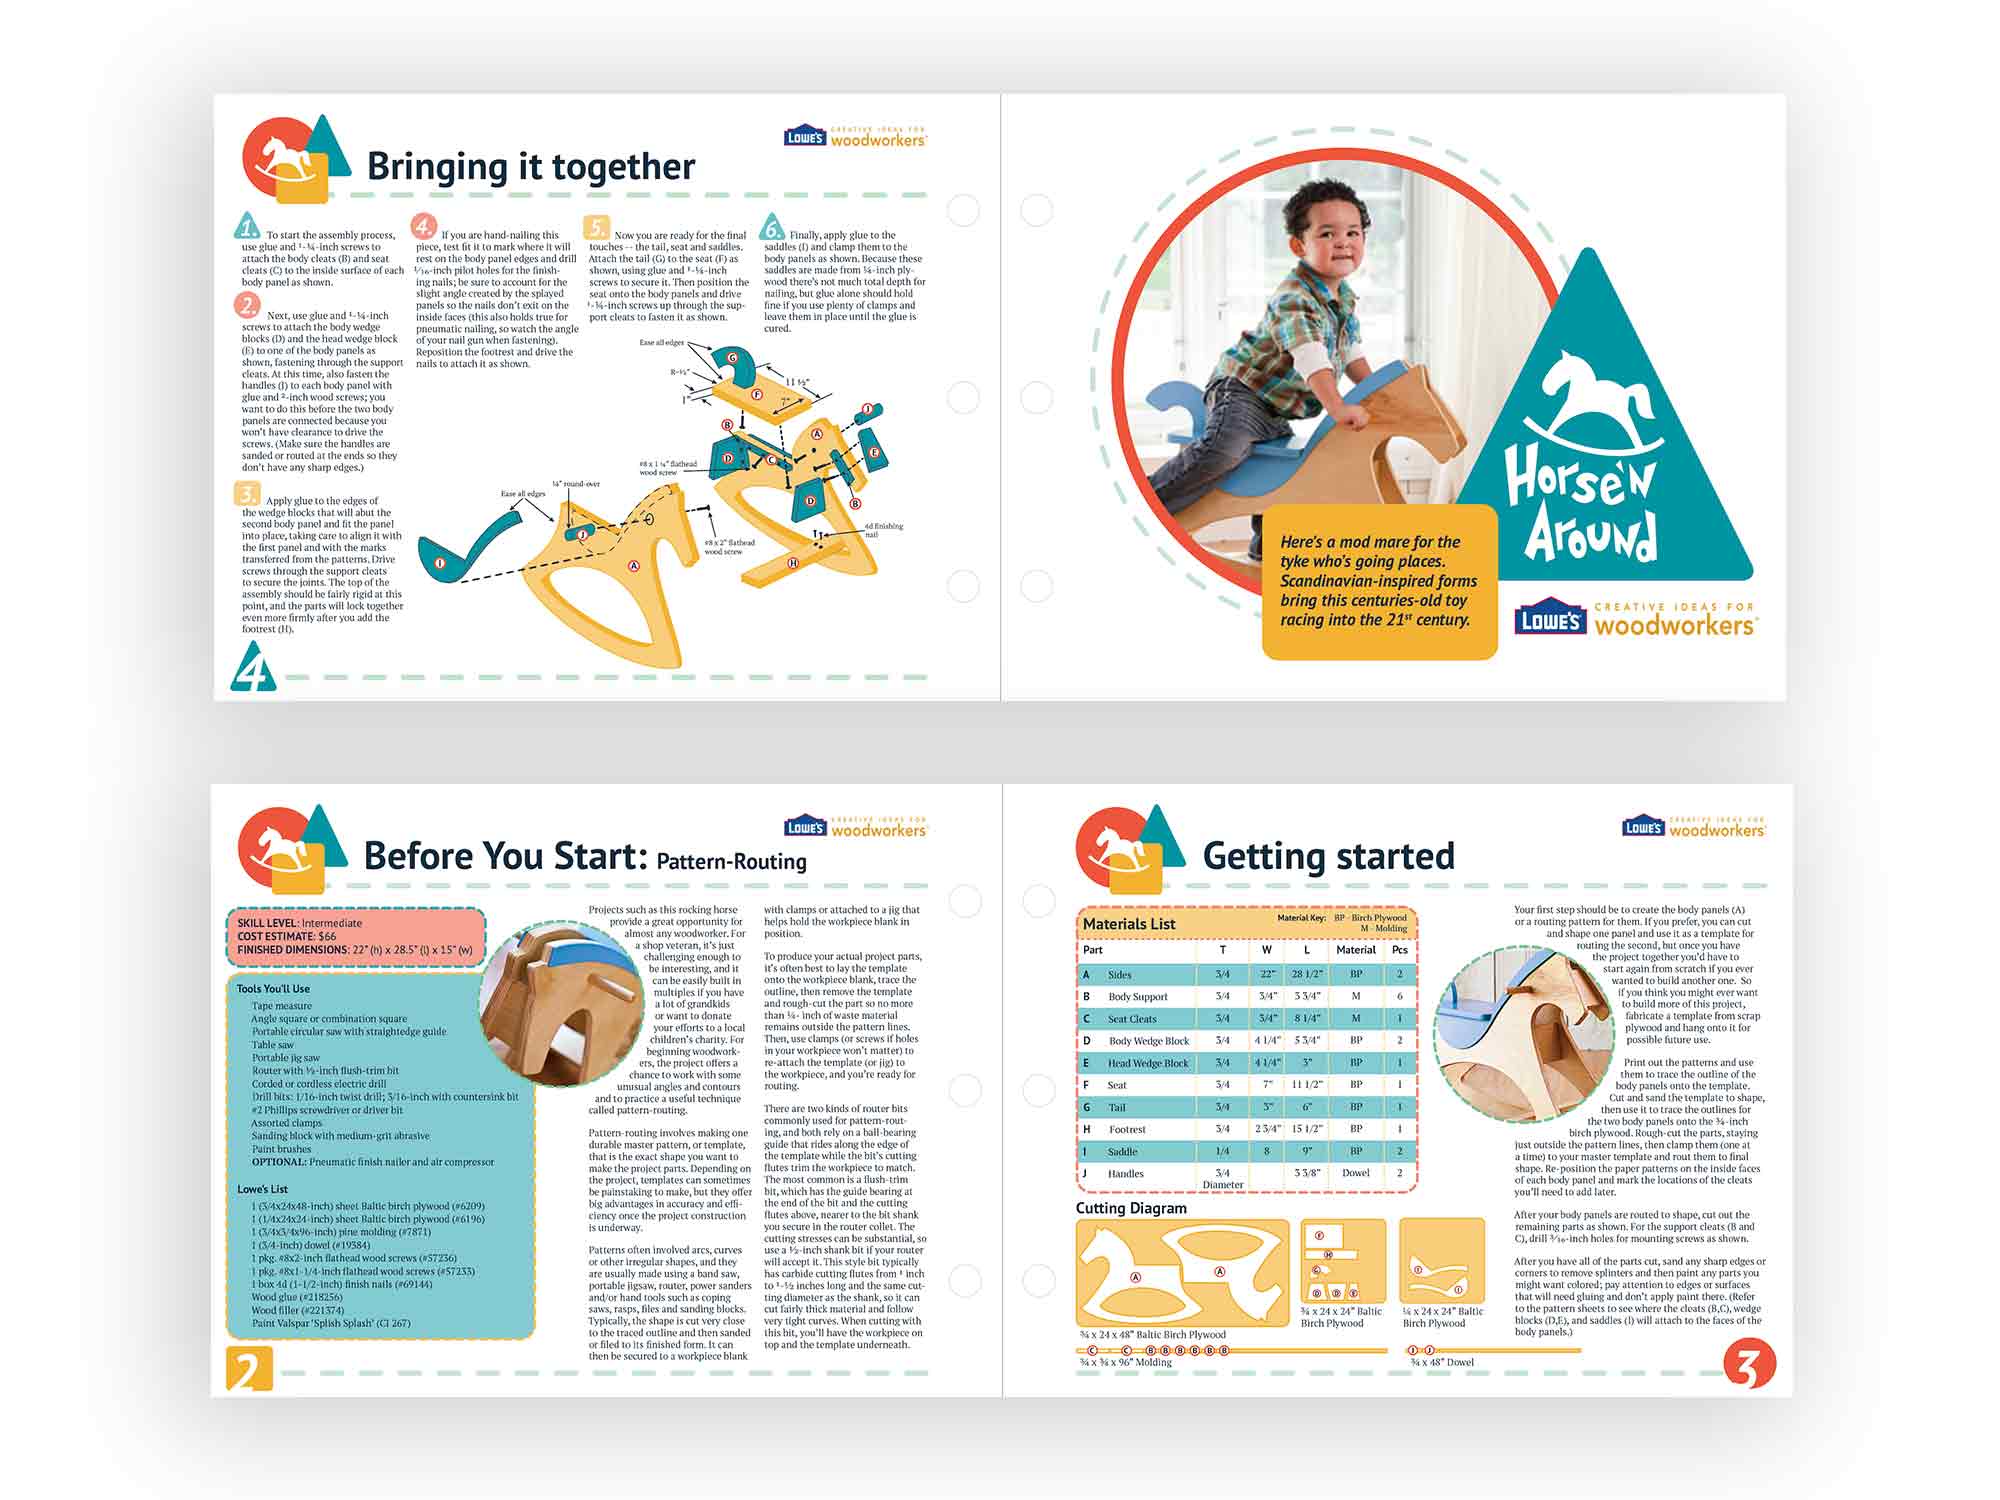 Bringing it together
LOWE'S
CREATIVE IDEAS FOR
woodworkers
1. To start the assembly process,
use glue and 1-¼-inch screws to
attach the body cleats (B) and seat
cleats (C) to the inside surface of each
body panel as shown.
2. Next, use glue and 1-¼-inch
screws to attach the body wedge
blocks (D) and the head wedge block
(E) to one of the body panels as
shown, fastening through the support
cleats. At this time, also fasten the
handles (J) to each body panel with
glue and 2-inch wood screws; you
want to do this before the two body
panels are connected because you
won't have clearance to drive the
screws. (Make sure the handles are
sanded or routed at the ends so they
don't have any sharp edges.)
3. Apply glue to the edges of
the wedge blocks that will abut the
second body panel and fit the panel
into place, taking care to align it with
the first panel and with the marks
transferred from the patterns. Drive
screws through the support cleats
to secure the joints. The top of the
assembly should be fairly rigid at this
point, and the parts will lock together
even more firmly after you add the
footrest (H).
4. If you are hand-nailing this
piece, test fit it to mark where it will
rest on the body panel edges and drill
1/16-inch pilot holes for the finish-
ing nails; be sure to account for the
slight angle created by the splayed
panels so the nails don't exit on the
inside faces (this also holds true for
pneumatic nailing, so watch the angle
of your nail gun when fastening).
Reposition the footrest and drive the
nails to attach it as shown.
5. Now you are ready for the final
touches -- the tail, seat and saddles.
Attach the tail (G) to the seat (F) as
shown, using glue and 1-¼-inch
screws to secure it. Then position the
seat onto the body panels and drive
1-¼-inch screws up through the sup-
port cleats to fasten it as shown.
6. Finally, apply glue to the
saddles (I) and clamp them to the
body panels as shown. Because these
saddles are made from ¼-inch ply-
wood there's not much total depth for
nailing, but glue alone should hold
fine if you use plenty of clamps and
leave them in place until the glue is
cured.
Ease all edges
G
R-½"
11 ½"
F
1"
7"
J
B
A
D
C
E
#8 x 1 ¼" flathead
wood screw
B
D
¼" round-over
Ease all edges
J
I
A
#8 x 2" flathead
wood screw
4d finishing
nail
H
4
Horse'N
Around
Here's a mod mare for the
tyke who's going places.
Scandinavian-inspired forms
bring this centuries-old toy
racing into the 21st century.
LOWE'S
CREATIVE IDEAS FOR
woodworkers
Before You Start: Pattern-Routing
LOWE'S
CREATIVE IDEAS FOR
woodworkers
SKILL LEVEL: Intermediate
COST ESTIMATE: $66
FINISHED DIMENSIONS: 22" (h) x 28.5" (l) x 15" (w)
Tools You'll Use
Tape measure
Angle square or combination square
Portable circular saw with straightedge guide
Table saw
Portable jig saw
Router with ½-inch flush-trim bit
Corded or cordless electric drill
Drill bits: 1/16-inch twist drill; 3/16-inch with countersink bit
#2 Phillips screwdriver or driver bit
Assorted clamps
Sanding block with medium-grit abrasive
Paint brushes
OPTIONAL: Pneumatic finish nailer and air compressor
Lowe's List
1 (3/4x24x48-inch) sheet Baltic birch plywood (#6209)
1 (1/4x24x24-inch) sheet Baltic birch plywood (#6196)
1 (3/4x3/4x96-inch) pine molding (#7871)
1 (3/4-inch) dowel (#19384)
1 pkg. #8x2-inch flathead wood screws (#57236)
1 pkg. #8x1-1/4-inch flathead wood screws (#57233)
1 box 4d (1-1/2-inch) finish nails (#69144)
Wood glue (#218256)
Wood filler (#221374)
Paint Valspar 'Splish Splash' (CI 267)
Projects such as this rocking horse
provide a great opportunity for
almost any woodworker. For
a shop veteran, it's just
challenging enough to
be interesting, and it
can be easily built in
multiples if you have
a lot of grandkids
or want to donate
your efforts to a local
children's charity. For
beginning woodwork-
ers, the project offers a
chance to work with some
unusual angles and contours
and to practice a useful technique
called pattern-routing.
Pattern-routing involves making one
durable master pattern, or template,
that is the exact shape you want to
make the project parts. Depending on
the project, templates can sometimes
be painstaking to make, but they offer
big advantages in accuracy and effi-
ciency once the project construction
is underway.
Patterns often involved arcs, curves
or other irregular shapes, and they
are usually made using a band saw,
portable jigsaw, router, power sanders
and/or hand tools such as coping
saws, rasps, files and sanding blocks.
Typically, the shape is cut very close
to the traced outline and then sanded
or filed to its finished form. It can
then be secured to a workpiece blank
with clamps or attached to a jig that
helps hold the workpiece blank in
position.
To produce your actual project parts,
it's often best to lay the template
onto the workpiece blank, trace the
outline, then remove the template
and rough-cut the part so no more
than ¼- inch of waste material
remains outside the pattern lines.
Then, use clamps (or screws if holes
in your workpiece won't matter) to
re-attach the template (or jig) to
the workpiece, and you're ready for
routing.
There are two kinds of router bits
commonly used for pattern-rout-
ing, and both rely on a ball-bearing
guide that rides along the edge of
the template while the bit's cutting
flutes trim the workpiece to match.
The most common is a flush-trim
bit, which has the guide bearing at
the end of the bit and the cutting
flutes above, nearer to the bit shank
you secure in the router collet. The
cutting stresses can be substantial, so
use a ½-inch shank bit if your router
will accept it. This style bit typically
has carbide cutting flutes from 1 inch
to 1-½ inches long and the same cut-
ting diameter as the shank, so it can
cut fairly thick material and follow
very tight curves. When cutting with
this bit, you'll have the workpiece on
top and the template underneath.
2
Getting started
LOWE'S
CREATIVE IDEAS FOR
woodworkers
Materials List
Material Key: BP - Birch Plywood
M - Molding
Part T W L Material Pcs
A Sides 3/4 22" 28 1/2" BP 2
B Body Support 3/4 3/4" 3 3/4" M 6
C Seat Cleats 3/4 3/4" 8 1/4" M 1
D Body Wedge Block 3/4 4 1/4" 5 3/4" BP 2
E Head Wedge Block 3/4 4 1/4" 3" BP 1
F Seat 3/4 7" 11 1/2" BP 1
G Tail 3/4 3" 6" BP 1
H Footrest 3/4 2 3/4" 15 1/2" BP 1
I Saddle 1/4 8 9" BP 2
J Handles 3/4 3 3/8" Dowel 2
Diameter
Cutting Diagram
A
A
F
H
G
D D E
I
I
¾ x 24 x 24" Baltic
Birch Plywood
¼ x 24 x 24" Baltic
Birch Plywood
¾ x 24 x 48" Baltic Birch Plywood
C C B B B B B B
J J
¾ x ¾ x 96" Molding
¾ x 48" Dowel
Your first step should be to create the body panels (A)
or a routing pattern for them. If you prefer, you can cut
and shape one panel and use it as a template for
routing the second, but once you have
the project together you'd have to
start again from scratch if you ever
wanted to build another one. So
if you think you might ever want
to build more of this project,
fabricate a template from scrap
plywood and hang onto it for
possible future use.
Print out the patterns and use
them to trace the outline of the
body panels onto the template.
Cut and sand the template to shape,
then use it to trace the outlines for
the two body panels onto the ¾-inch
birch plywood. Rough-cut the parts, staying
just outside the pattern lines, then clamp them (one at
a time) to your master template and rout them to final
shape. Re-position the paper patterns on the inside faces
of each body panel and mark the locations of the cleats
you'll need to add later.
After your body panels are routed to shape, cut out the
remaining parts as shown. For the support cleats (B and
C), drill 3/16-inch holes for mounting screws as shown.
After you have all of the parts cut, sand any sharp edges or
corners to remove splinters and then paint any parts you
might want colored; pay attention to edges or surfaces
that will need gluing and don't apply paint there. (Refer
to the pattern sheets to see where the cleats (B,C), wedge
blocks (D,E), and saddles (I) will attach to the faces of the
body panels.)
3